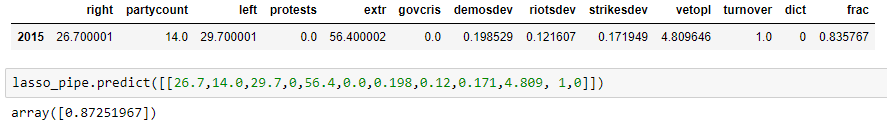 right partycount left protests extr govcris demosdev riotsdev strikesdev vetopl turnover dict frac
2015 26.700001 14.0 29.700001 0.0 56.400002 0.0 0.198529 0.121607 0.171949 4.809646 1.0 0 0.835767
lasso_pipe.predict([[26.7,14.0,29.7,0,56.4,0.0,0.198,0.12,0.171,4.809, 1,0]])
array([0.87251967])